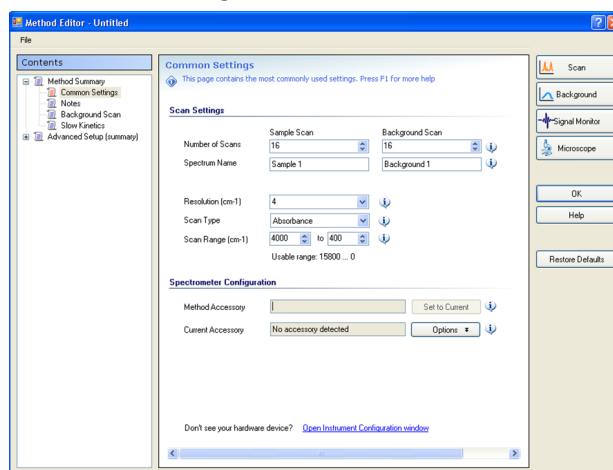 Method Editor - Untitled
File
Contents
Method Summary
Common Settings
Notes
Background Scan
Slow Kinetics
Advanced Setup (summary)
Common Settings
This page contains the most commonly used settings. Press F1 for more help
Scan Settings
Sample Scan Background Scan
Number of Scans 16 16
Spectrum Name Sample 1 Background 1
Resolution (cm-1) 4
Scan Type Absorbance
Scan Range (cm-1) 4000 to 400
Usable range: 15800 ... 0
Spectrometer Configuration
Method Accessory Set to Current
Current Accessory No accessory detected Options
Don't see your hardware device? Open Instrument Configuration window
Scan
Background
Signal Monitor
Microscope
OK
Help
Restore Defaults